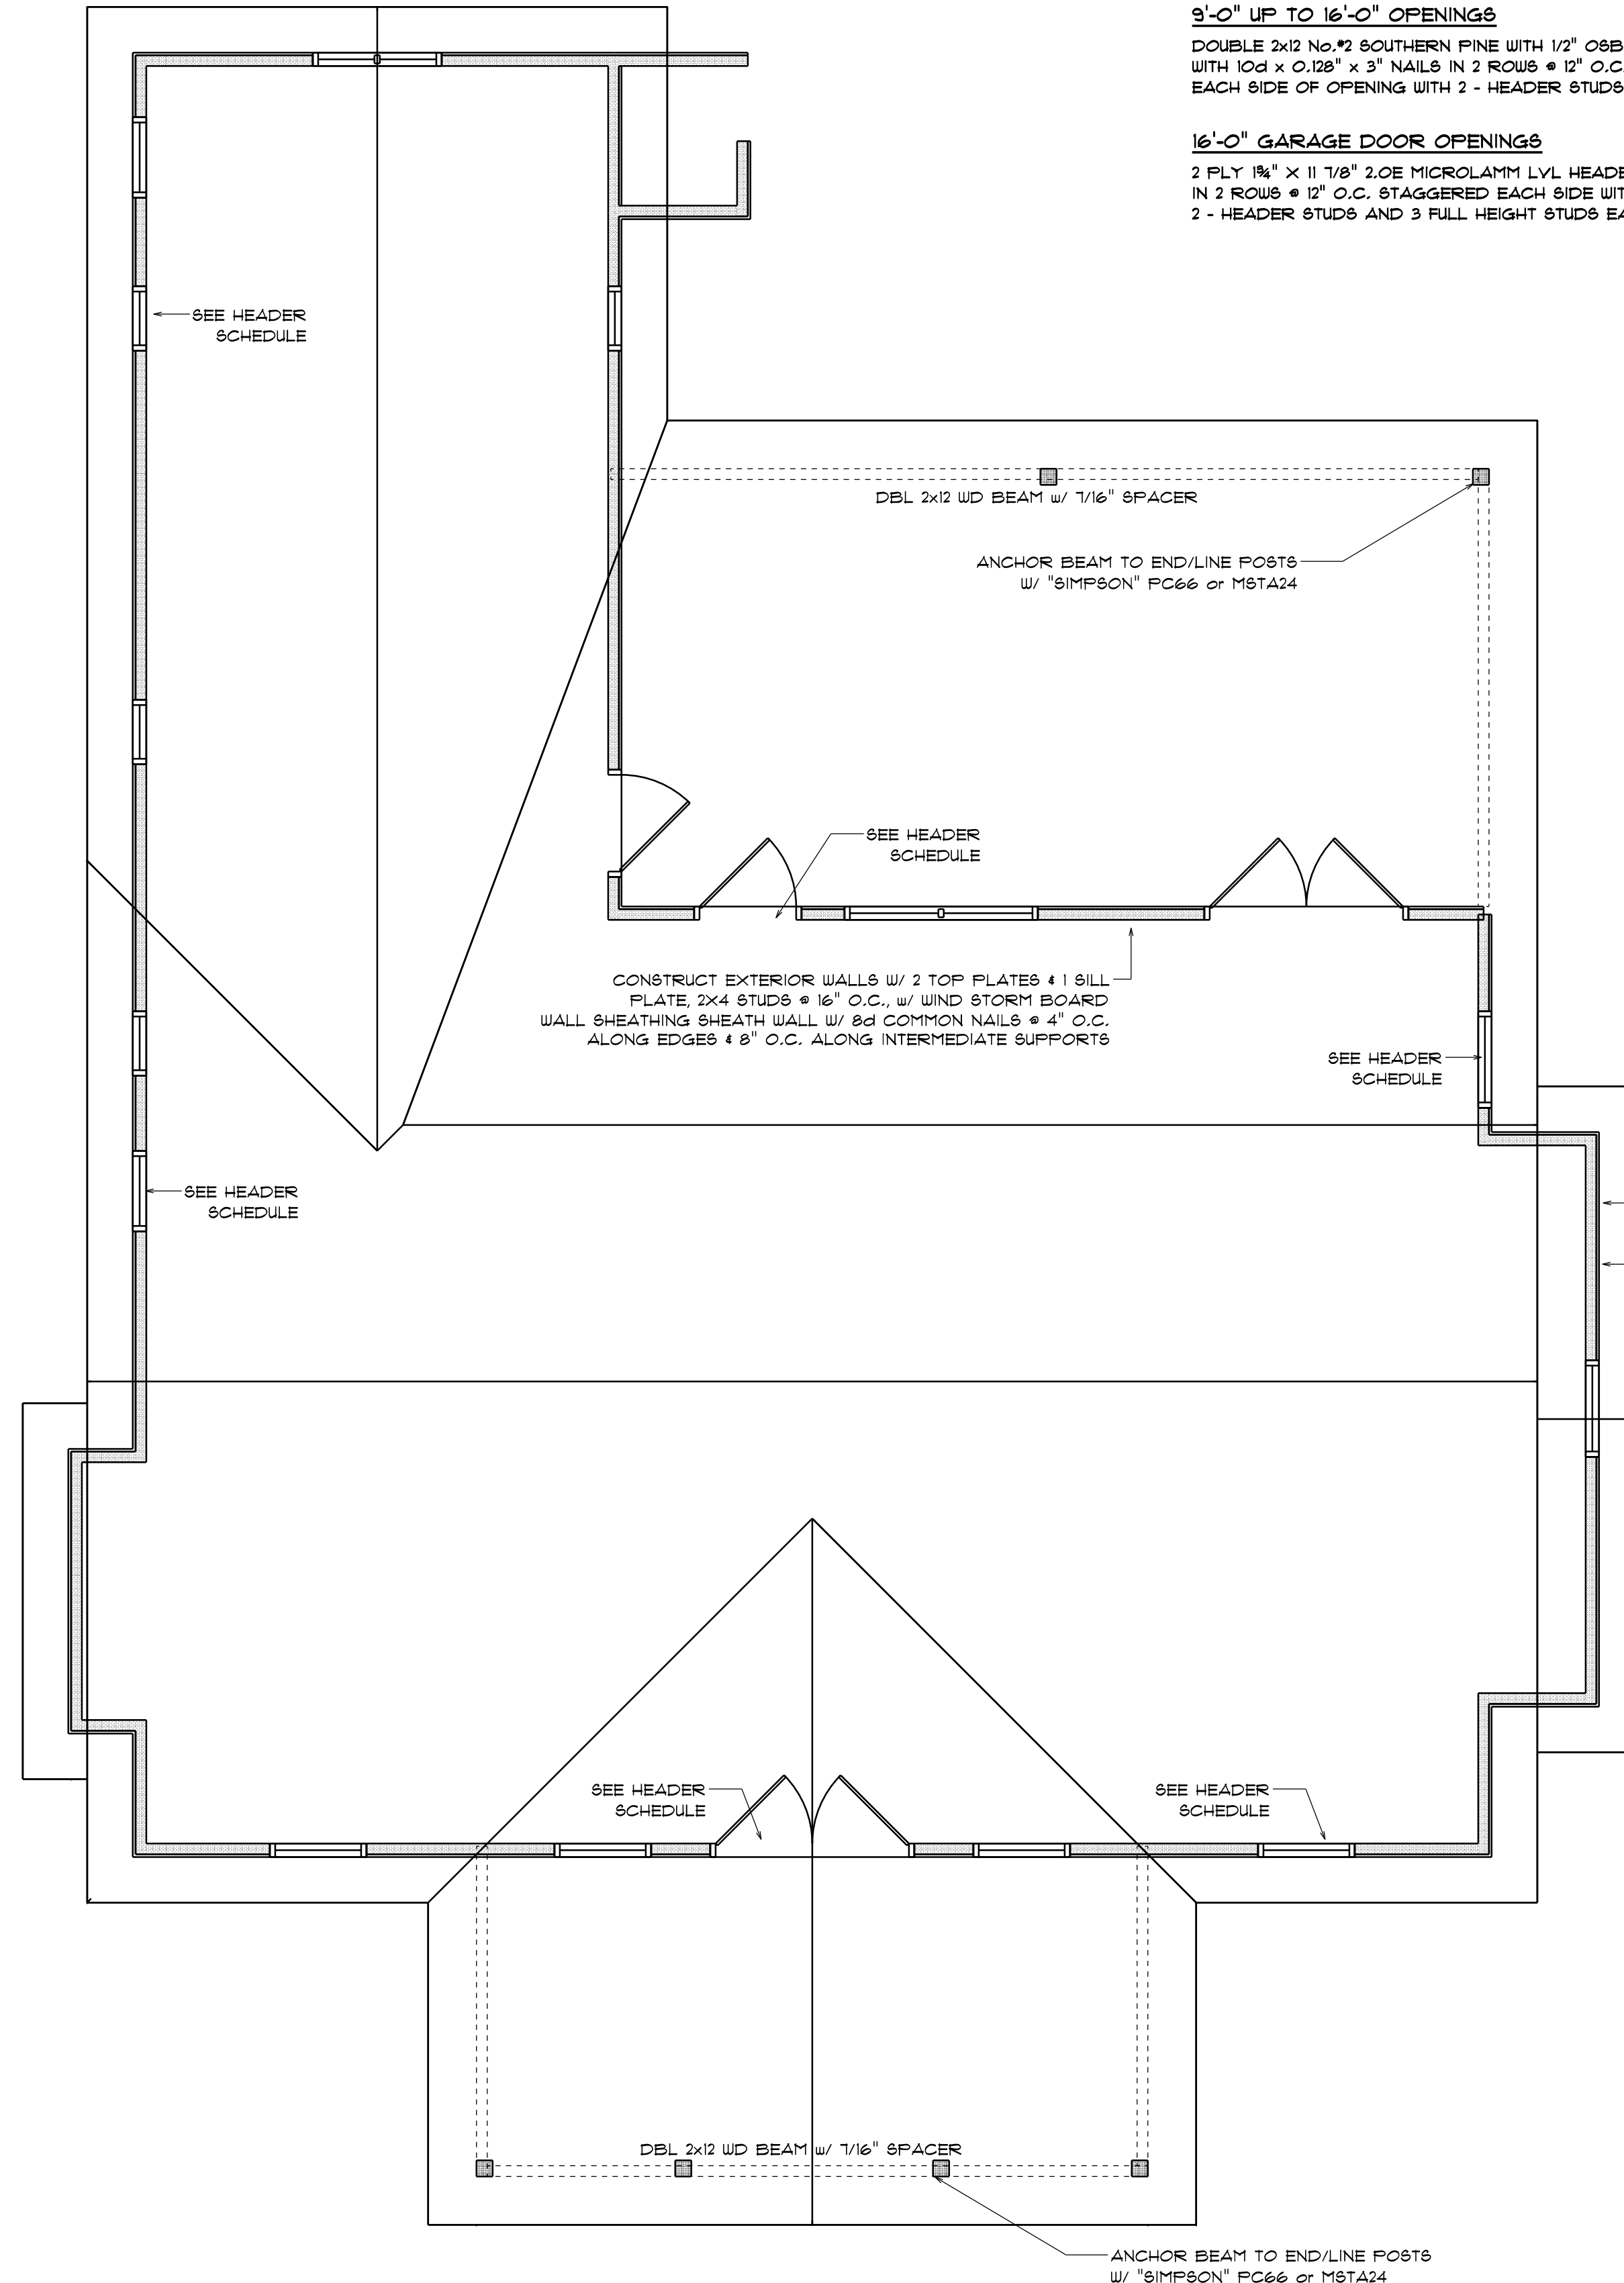 9'-0" UP TO 16'-0" OPENINGS
DOUBLE 2x12 No.#2 SOUTHERN PINE WITH 1/2" OSB
WITH 10d x 0.128" x 3" NAILS IN 2 ROWS @ 12" O.C.
EACH SIDE OF OPENING WITH 2 - HEADER STUDS
16'-0" GARAGE DOOR OPENINGS
2 PLY 1¾" X 11 7/8" 2.0E MICROLAMM LVL HEADE
IN 2 ROWS @ 12" O.C. STAGGERED EACH SIDE WIT
2 - HEADER STUDS AND 3 FULL HEIGHT STUDS EA
SEE HEADER
SCHEDULE
DBL 2x12 WD BEAM w/ 7/16" SPACER
ANCHOR BEAM TO END/LINE POSTS
W/ "SIMPSON" PC66 or MSTA24
SEE HEADER
SCHEDULE
CONSTRUCT EXTERIOR WALLS W/ 2 TOP PLATES & 1 SILL
PLATE, 2X4 STUDS @ 16" O.C., w/ WIND STORM BOARD
WALL SHEATHING SHEATH WALL W/ 8d COMMON NAILS @ 4" O.C.
ALONG EDGES & 8" O.C. ALONG INTERMEDIATE SUPPORTS
SEE HEADER
SCHEDULE
SEE HEADER
SCHEDULE
SEE HEADER
SCHEDULE
SEE HEADER
SCHEDULE
DBL 2x12 WD BEAM w/ 7/16" SPACER
ANCHOR BEAM TO END/LINE POSTS
W/ "SIMPSON" PC66 or MSTA24